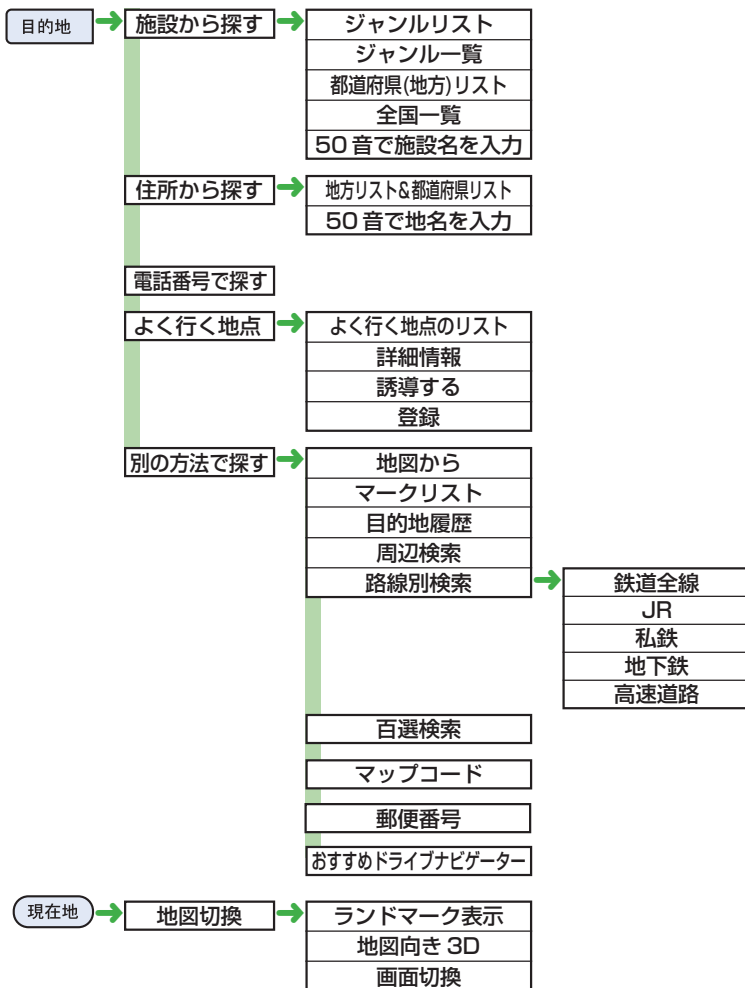 目的地
施設から探す
ジャンルリスト
ジャンル一覧
都道府県(地方)リスト
全国一覧
50音で施設名を入力
住所から探す
地方リスト&都道府県リスト
50音で地名を入力
電話番号で探す
よく行く地点
よく行く地点のリスト
詳細情報
誘導する
登録
別の方法で探す
地図から
マークリスト
目的地履歴
周辺検索
路線別検索
鉄道全線
JR
私鉄
地下鉄
高速道路
百選検索
マップコード
郵便番号
おすすめドライブナビゲーター
現在地
地図切換
ランドマーク表示
地図向き3D
画面切換